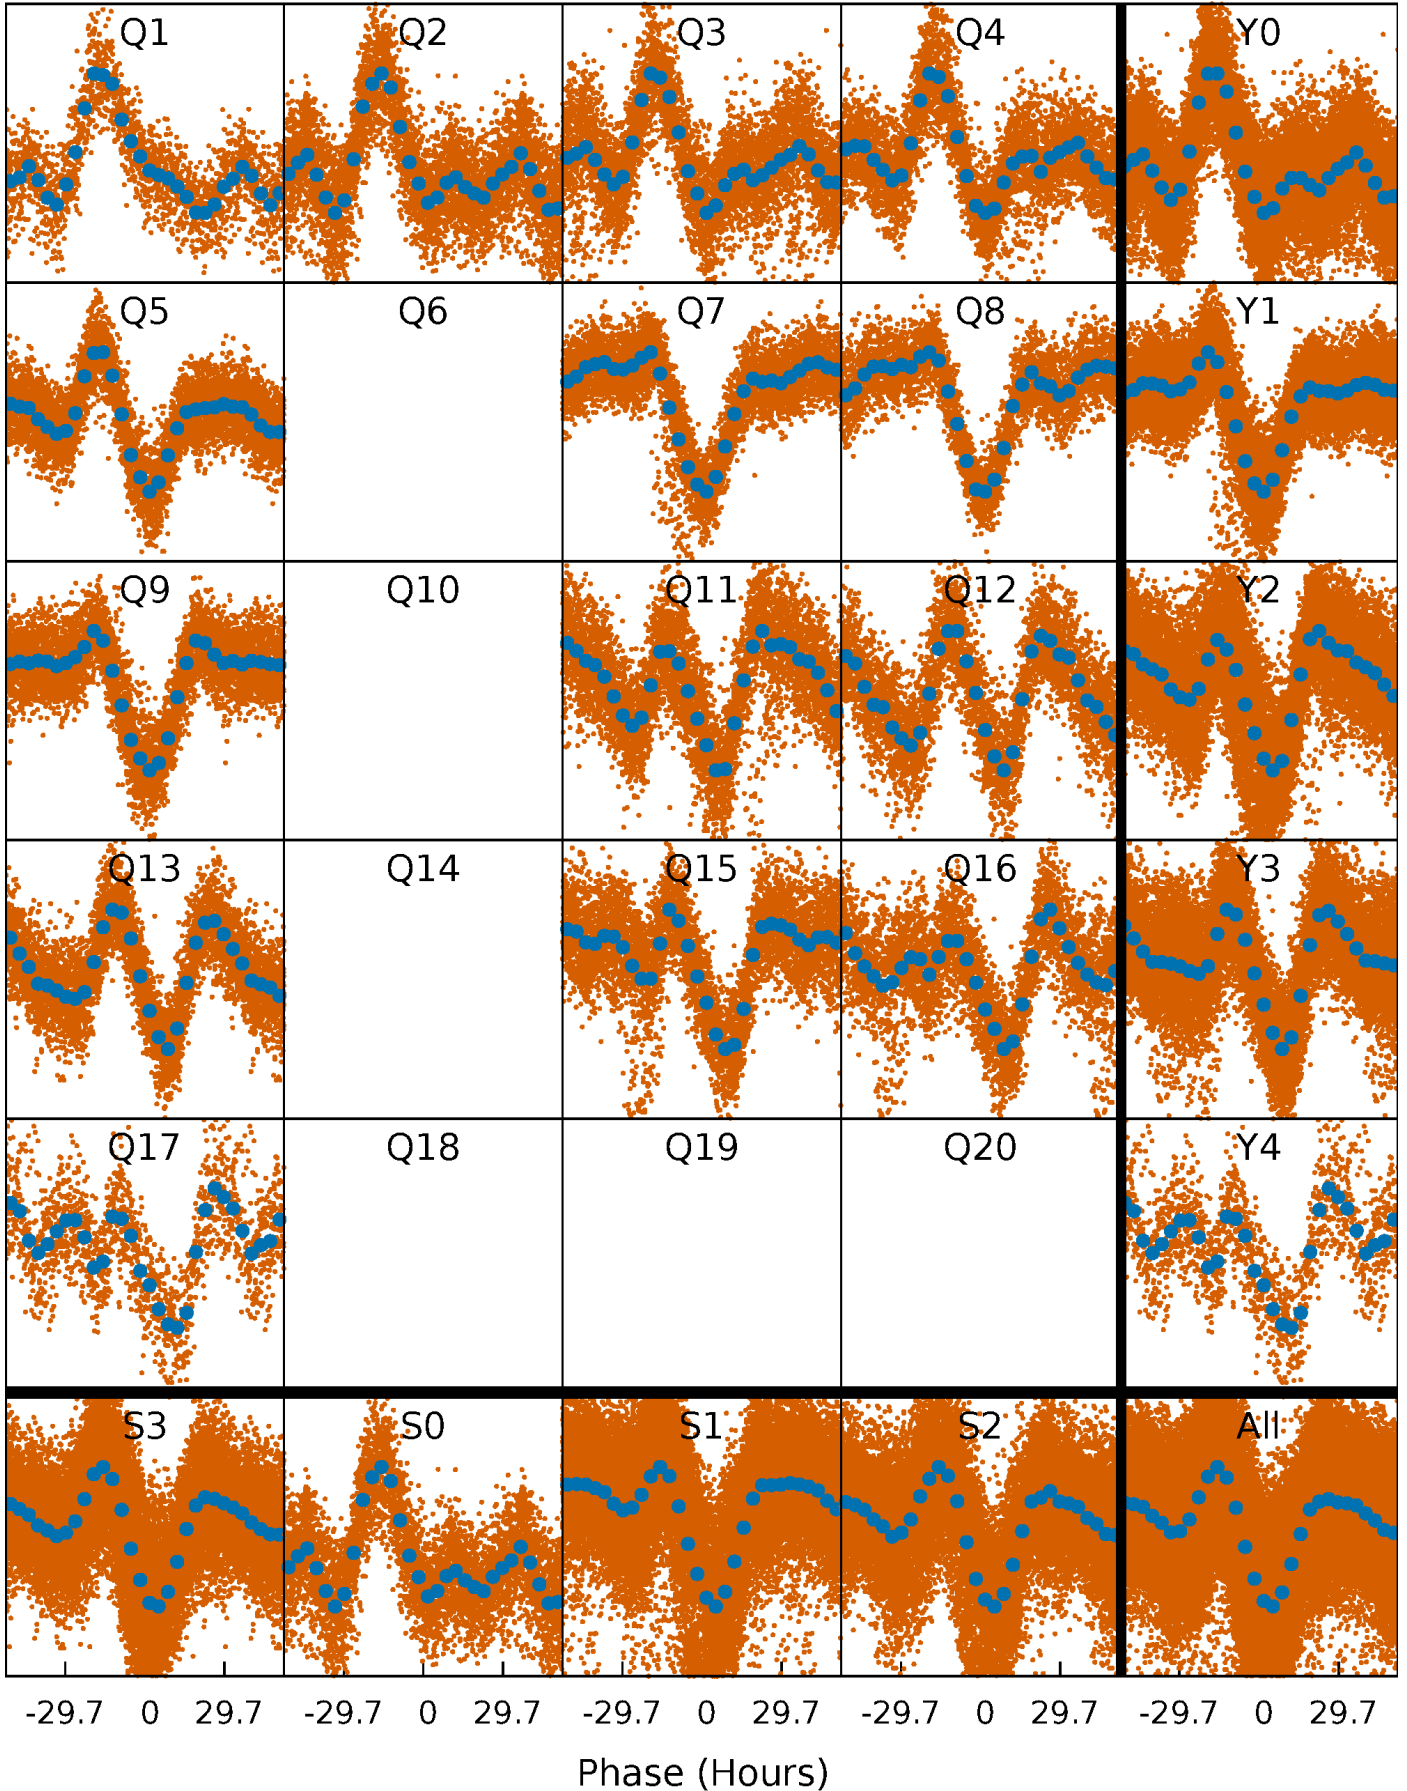 Q1 Q2 Q3 Q4 Y0
Q5 Q6 Q7 Q8 Y1
Q9 Q10 Q11 Q12 Y2
Q13 Q14 Q15 Q16 Y3
Q17 Q18 Q19 Q20 Y4
S3 S0 S1 S2 All
-29.7 0 29.7 -29.7 0 29.7 -29.7 0 29.7 -29.7 0 29.7 -29.7 0 29.7
Phase (Hours)